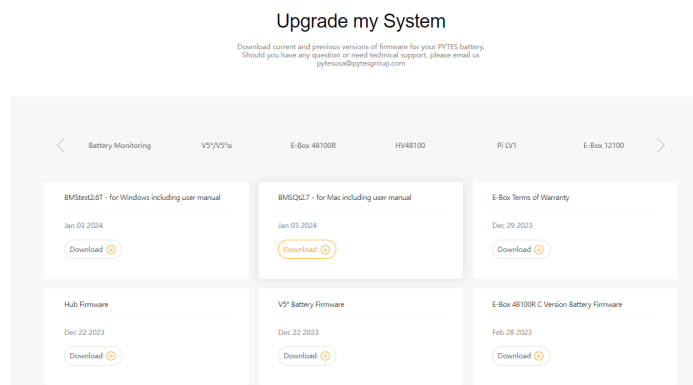 Upgrade my System
Download current and previous versions of firmware for your PYTES battery.
Should you have any question or need technical support, please email us
pytesusa@pytesgroup.com
Battery Monitoring V5°/V5°α E-Box 48100R HV48100 Pi LV1 E-Box 12100
BMStest2.6T - for Windows including user manual
Jan 03 2024
Download
BMSQt2.7 - for Mac including user manual
Jan 03 2024
Download
E-Box Terms of Warranty
Dec 29 2023
Download
Hub Firmware
Dec 22 2023
Download
V5° Battery Firmware
Dec 22 2023
Download
E-Box 48100R C Version Battery Firmware
Feb 28 2023
Download